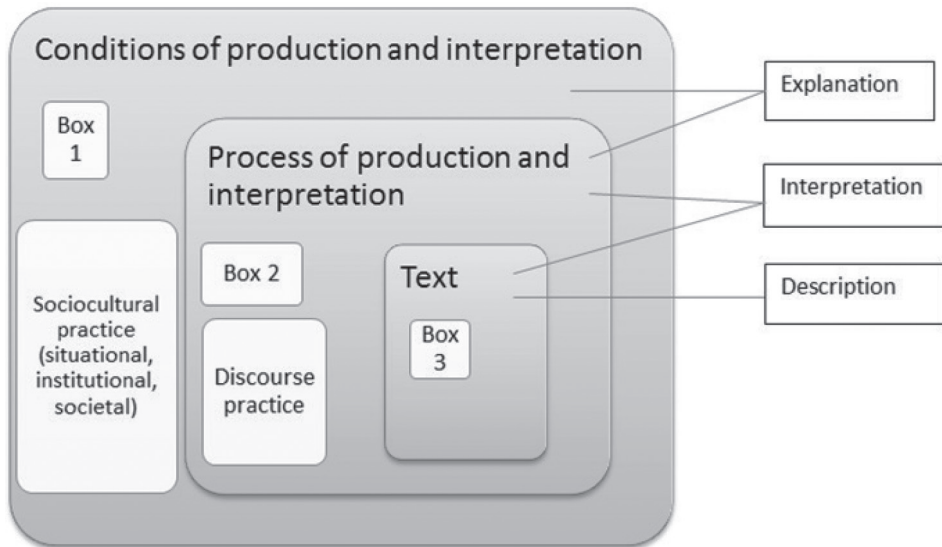 Conditions of production and interpretation
Explanation
Box
1
Process of production and
interpretation
Interpretation
Box 2
Text
Description
Box
3
Sociocultural
practice
(situational,
institutional,
societal)
Discourse
practice